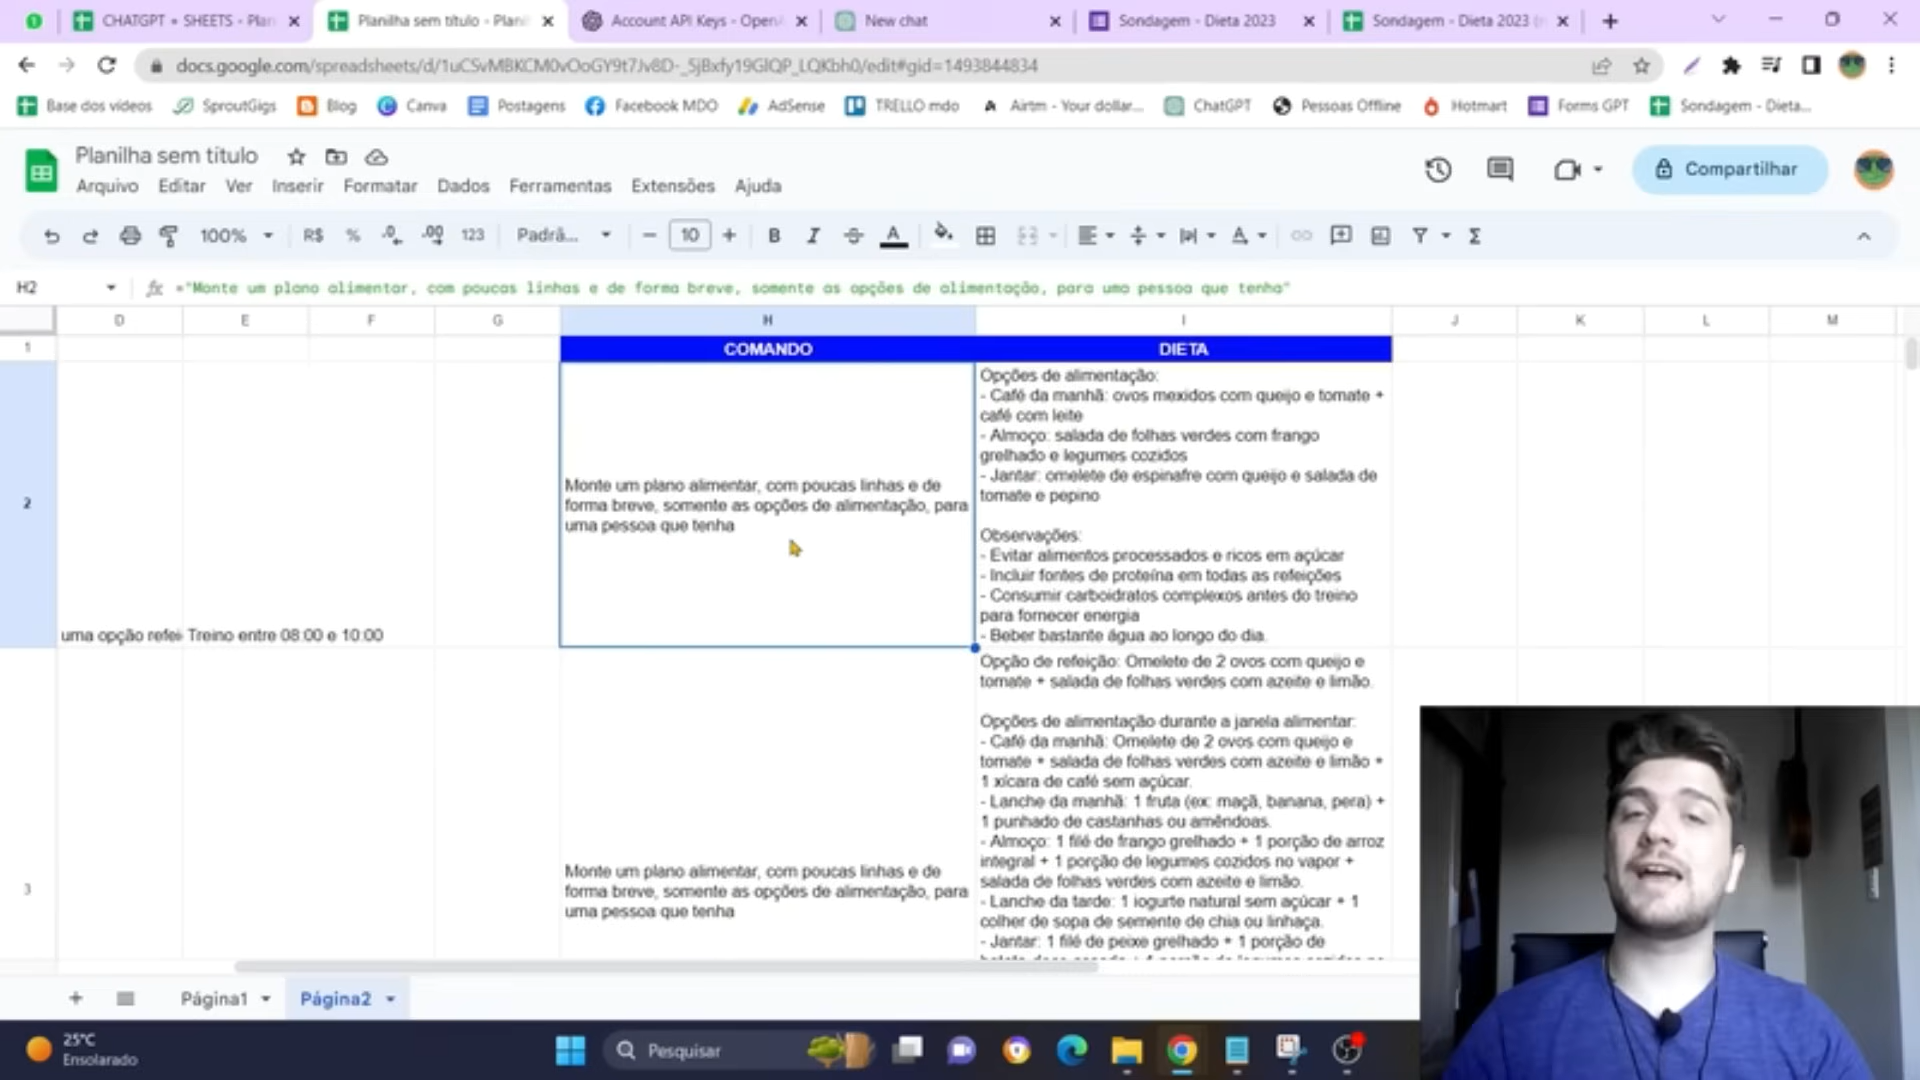 CHATGPT + SHEETS - Plan
Planilha sem título - Plani
Account API Keys - OpenA
New chat
Sondagem - Dieta 2023
Sondagem - Dieta 2023 (r
docs.google.com/spreadsheets/d/1uCSvMBKCM0vOoGY9t7Jv8D-_5jBxfy19GlQP_LQKbh0/edit#gid=1493844834
Base dos vídeos
SproutGigs
Blog
Canva
Postagens
Facebook MDO
AdSense
TRELLO mdo
Airtm - Your dollar...
ChatGPT
Pessoas Offline
Hotmart
Forms GPT
Sondagem - Dieta...
Planilha sem título
Arquivo Editar Ver Inserir Formatar Dados Ferramentas Extensões Ajuda
Compartilhar
100% R$ % .0 .00 123 Padrã... 10 B I A
H2 ="Monte um plano alimentar, com poucas linhas e de forma breve, somente as opções de alimentação, para uma pessoa que tenha"
D E F G H I J K L M
1 COMANDO DIETA
2
uma opção refei Treino entre 08:00 e 10:00
Monte um plano alimentar, com poucas linhas e de
forma breve, somente as opções de alimentação, para
uma pessoa que tenha
Opções de alimentação:
- Café da manhã: ovos mexidos com queijo e tomate +
café com leite
- Almoço: salada de folhas verdes com frango
grelhado e legumes cozidos
- Jantar: omelete de espinafre com queijo e salada de
tomate e pepino
Observações:
- Evitar alimentos processados e ricos em açúcar
- Incluir fontes de proteína em todas as refeições
- Consumir carboidratos complexos antes do treino
para fornecer energia
- Beber bastante água ao longo do dia.
3
Monte um plano alimentar, com poucas linhas e de
forma breve, somente as opções de alimentação, para
uma pessoa que tenha
Opção de refeição: Omelete de 2 ovos com queijo e
tomate + salada de folhas verdes com azeite e limão.
Opções de alimentação durante a janela alimentar:
- Café da manhã: Omelete de 2 ovos com queijo e
tomate + salada de folhas verdes com azeite e limão +
1 xícara de café sem açúcar.
- Lanche da manhã: 1 fruta (ex: maçã, banana, pera) +
1 punhado de castanhas ou amêndoas.
- Almoço: 1 filé de frango grelhado + 1 porção de arroz
integral + 1 porção de legumes cozidos no vapor +
salada de folhas verdes com azeite e limão.
- Lanche da tarde: 1 iogurte natural sem açúcar + 1
colher de sopa de semente de chia ou linhaça.
- Jantar: 1 filé de peixe grelhado + 1 porção de
Página1
Página2
25°C
Ensolarado
Pesquisar